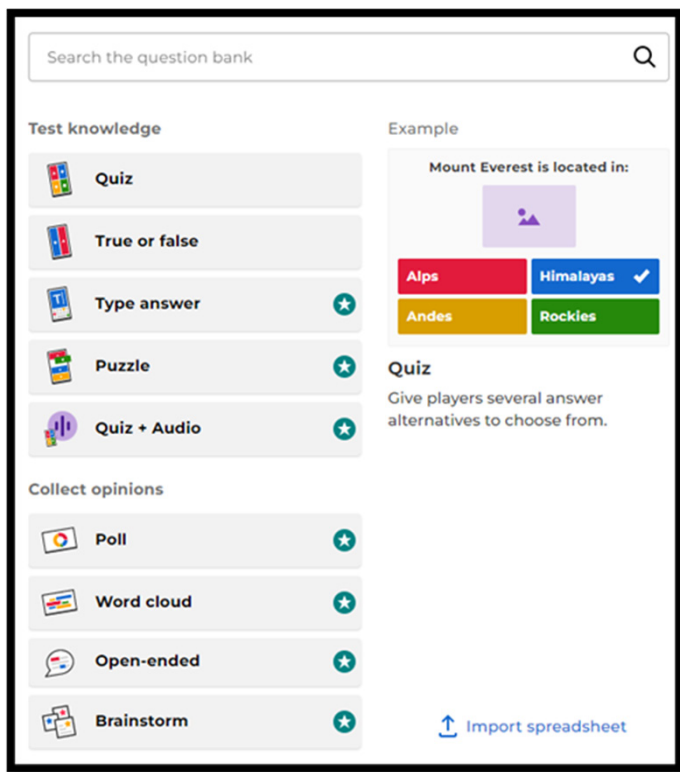 Search the question bank
Test knowledge
Quiz
True or false
Type answer
Puzzle
Quiz + Audio
Collect opinions
Poll
Word cloud
Open-ended
Brainstorm
Example
Mount Everest is located in:
Alps
Himalayas
Andes
Rockies
Quiz
Give players several answer
alternatives to choose from.
Import spreadsheet